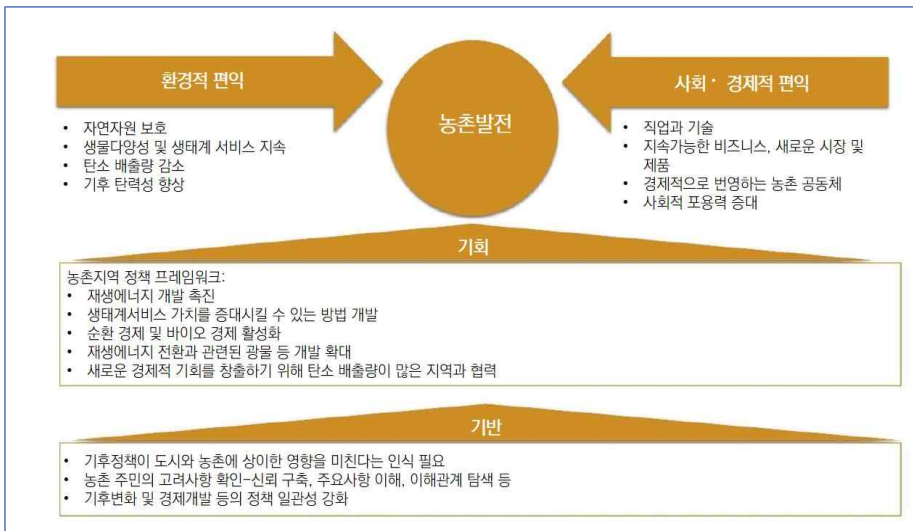 환경적 편익
• 자연자원 보호
• 생물다양성 및 생태계 서비스 지속
• 탄소 배출량 감소
• 기후 탄력성 향상
농촌발전
사회 · 경제적 편익
• 직업과 기술
• 지속가능한 비즈니스, 새로운 시장 및
제품
• 경제적으로 번영하는 농촌 공동체
• 사회적 포용력 증대
기회
농촌지역 정책 프레임워크:
• 재생에너지 개발 촉진
• 생태계서비스 가치를 증대시킬 수 있는 방법 개발
• 순환 경제 및 바이오 경제 활성화
• 재생에너지 전환과 관련된 광물 등 개발 확대
• 새로운 경제적 기회를 창출하기 위해 탄소 배출량이 많은 지역과 협력
기반
• 기후정책이 도시와 농촌에 상이한 영향을 미친다는 인식 필요
• 농촌 주민의 고려사항 확인-신뢰 구축, 주요사항 이해, 이해관계 탐색 등
• 기후변화 및 경제개발 등의 정책 일관성 강화